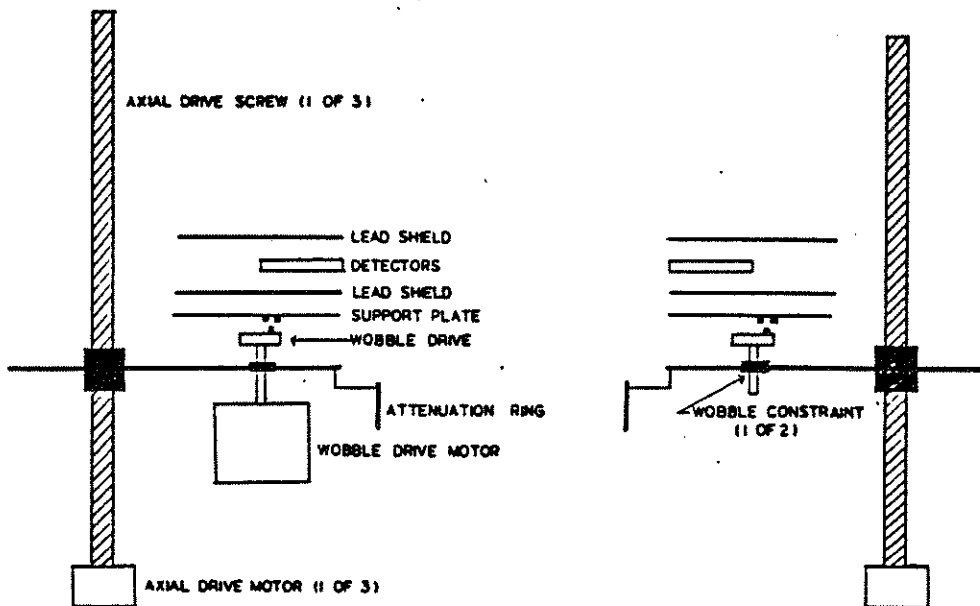 AXIAL DRIVE SCREW (1 OF 3)
LEAD SHIELD
DETECTORS
LEAD SHIELD
SUPPORT PLATE
WOBBLE DRIVE
ATTENUATION RING
WOBBLE CONSTRAINT
(1 OF 2)
WOBBLE DRIVE MOTOR
AXIAL DRIVE MOTOR (1 OF 3)